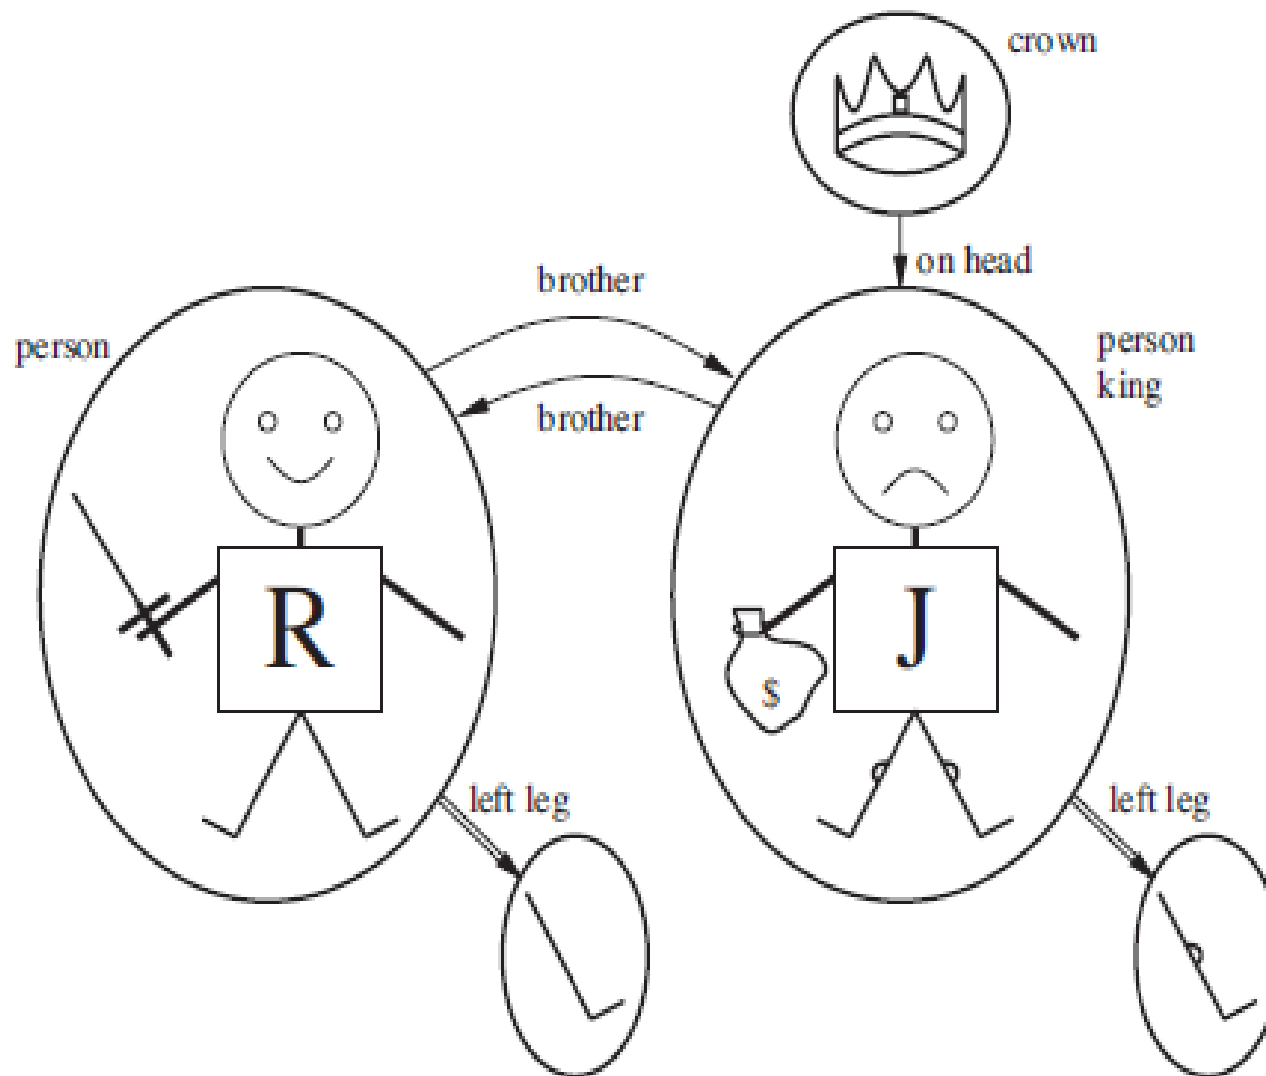 crown
on head
brother
person
person
king
brother
R
J
$
left leg
left leg